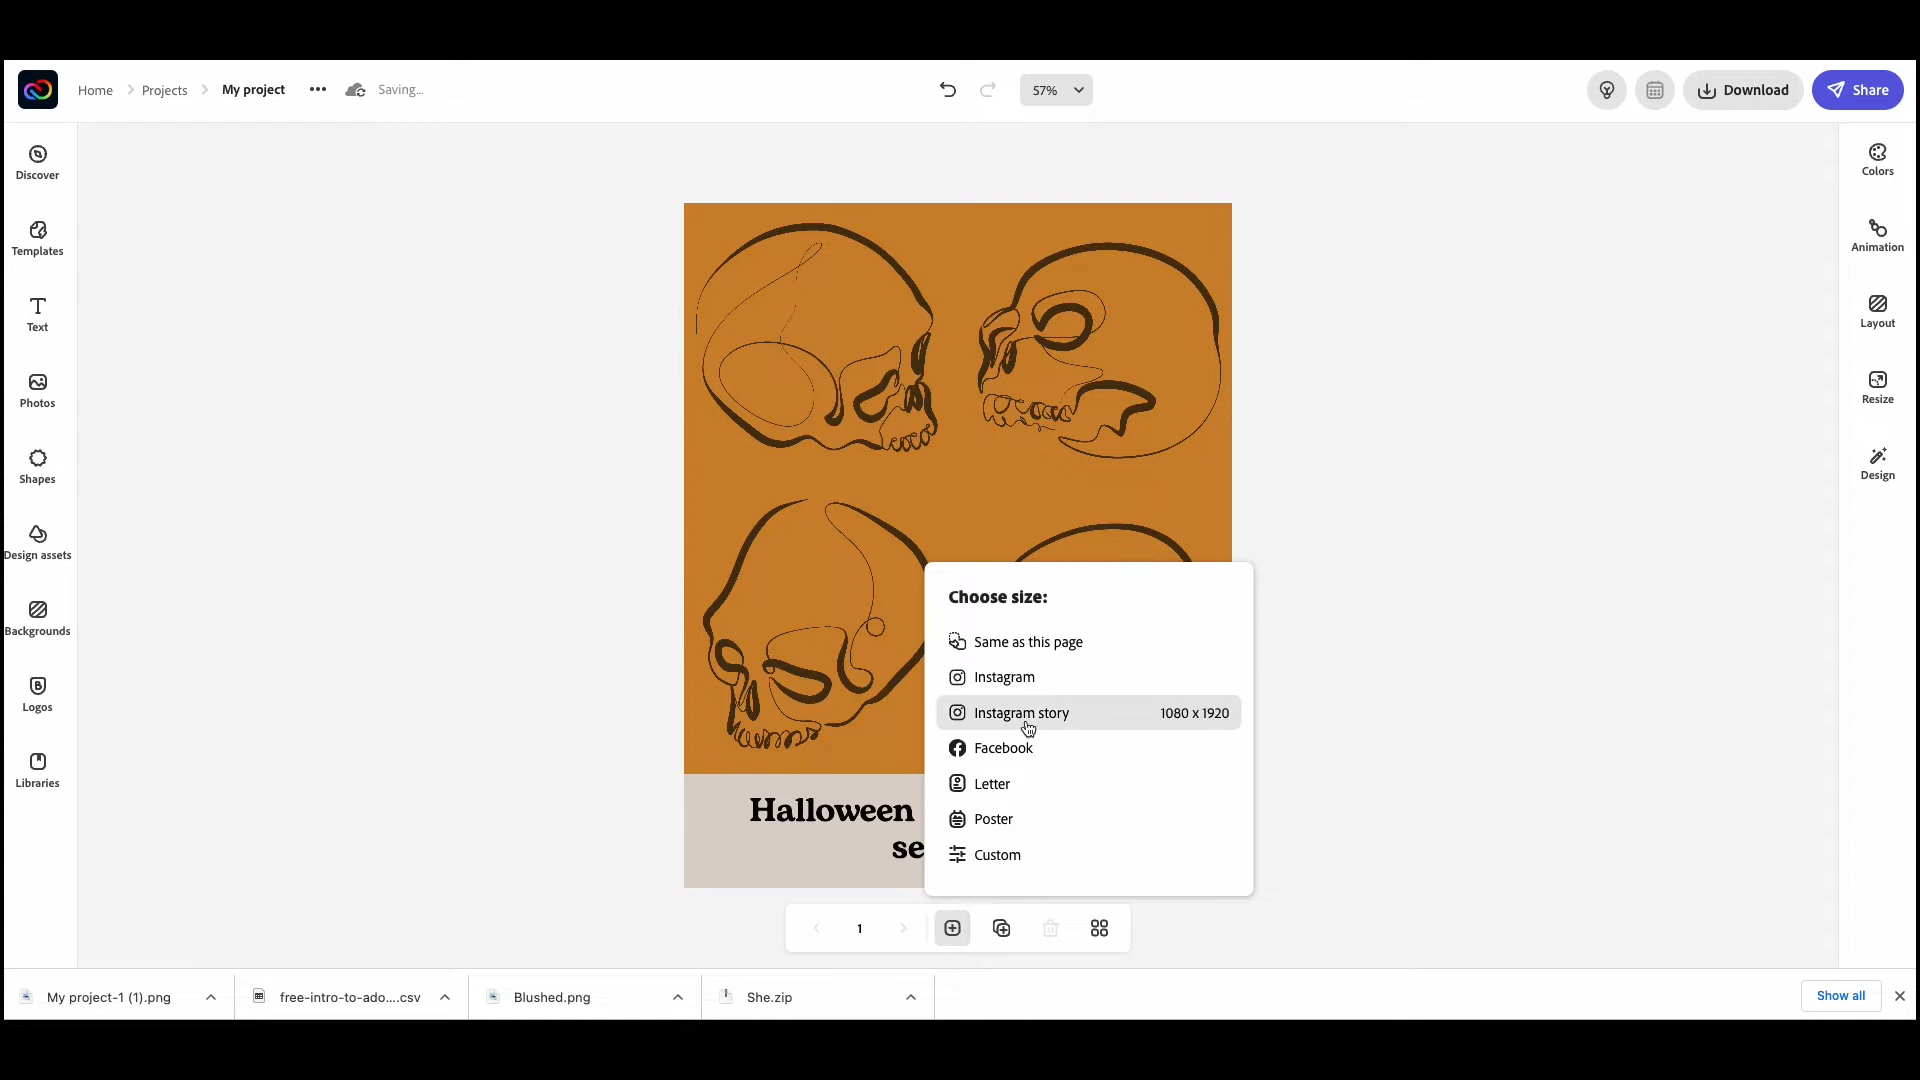 Home
Projects
My project
Saving...
57%
Download
Share
Discover
Templates
Text
Photos
Shapes
Design assets
Backgrounds
Logos
Libraries
Colors
Animation
Layout
Resize
Design
Halloween
se
Choose size:
Same as this page
Instagram
Instagram story 1080 x 1920
Facebook
Letter
Poster
Custom
1
My project-1 (1).png
free-intro-to-ado....csv
Blushed.png
She.zip
Show all